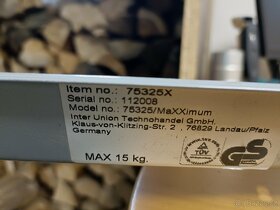 Item no.: 75325X
Serial no.: 112008
Model no.: 75325/MaXXimum
Inter Union Technohandel GmbH.
Klaus-von-Klitzing-Str. 2 , 76829 Landau/Pfalz
Germany
MAX 15 kg.
TÜV
GS